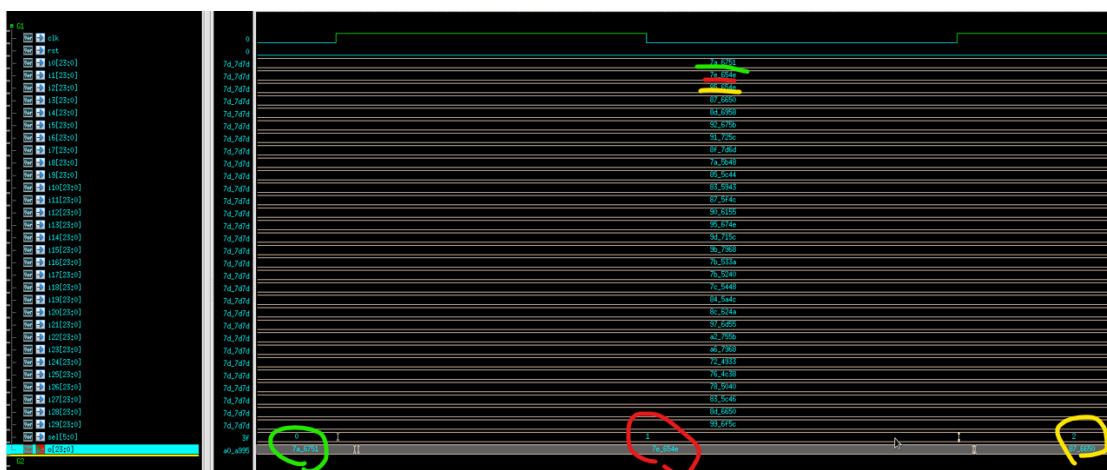 G1
clk 0
rst 0
i0[23:0] 7d_7d7d 7a_6751
i1[23:0] 7d_7d7d 7e_654e
i2[23:0] 7d_7d7d
i3[23:0] 7d_7d7d 87_6650
i4[23:0] 7d_7d7d 8d_6958
i5[23:0] 7d_7d7d 92_675b
i6[23:0] 7d_7d7d 91_725c
i7[23:0] 7d_7d7d 8f_7d6d
i8[23:0] 7d_7d7d 7a_5b48
i9[23:0] 7d_7d7d 85_5c44
i10[23:0] 7d_7d7d 83_5943
i11[23:0] 7d_7d7d 87_5f4c
i12[23:0] 7d_7d7d 90_6155
i13[23:0] 7d_7d7d 95_674e
i14[23:0] 7d_7d7d 9d_715c
i15[23:0] 7d_7d7d 9b_7968
i16[23:0] 7d_7d7d 7b_533a
i17[23:0] 7d_7d7d 7b_5240
i18[23:0] 7d_7d7d 7c_5448
i19[23:0] 7d_7d7d 84_5a4c
i20[23:0] 7d_7d7d 8c_624a
i21[23:0] 7d_7d7d 97_6d55
i22[23:0] 7d_7d7d a2_755b
i23[23:0] 7d_7d7d a6_7968
i24[23:0] 7d_7d7d 72_4933
i25[23:0] 7d_7d7d 76_4c38
i26[23:0] 7d_7d7d 78_5040
i27[23:0] 7d_7d7d 83_5c46
i28[23:0] 7d_7d7d 8d_6650
i29[23:0] 7d_7d7d 99_6f5c
sel[5:0] 3f 0 1 2
o[23:0] a0_a995 7a_6751 7e_654e
G2